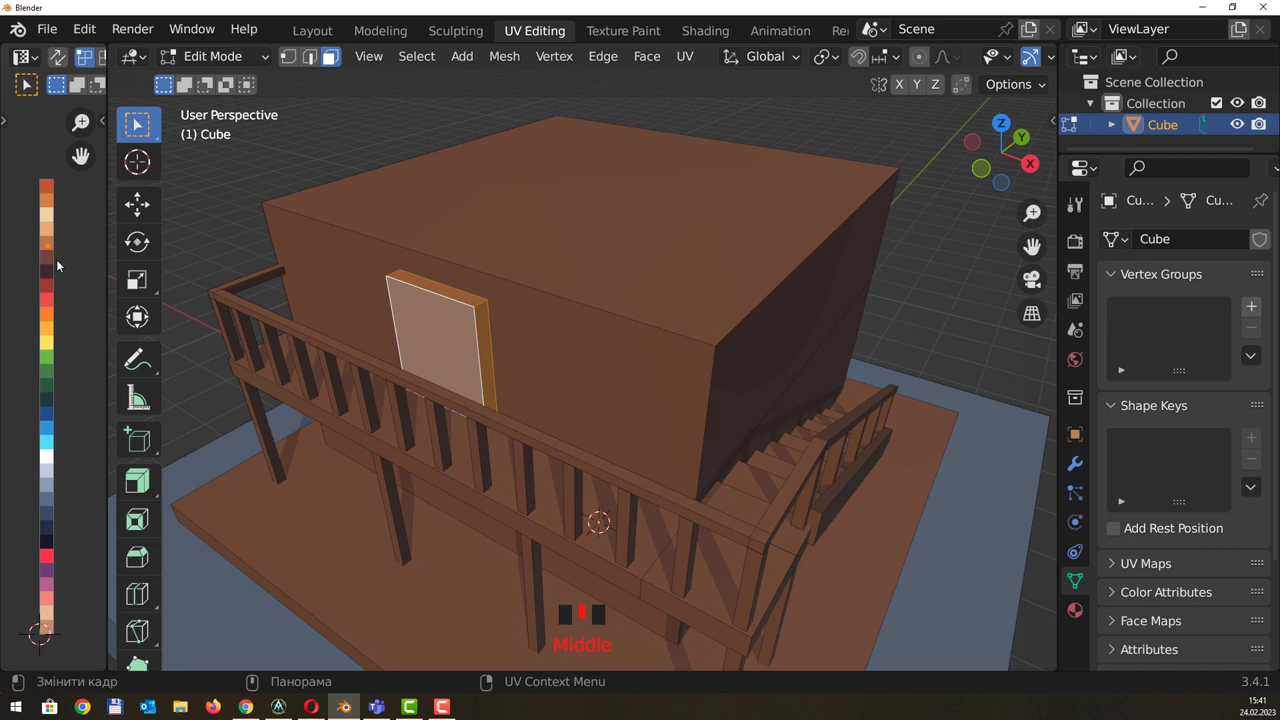 Blender
File Edit Render Window Help Layout Modeling Sculpting UV Editing Texture Paint Shading Animation Re Scene ViewLayer
Edit Mode View Select Add Mesh Vertex Edge Face UV Global
X Y Z Options
User Perspective
(1) Cube
Z
Y
X
Scene Collection
Collection
Cube
Cu... > Cu...
Cube
Vertex Groups
Shape Keys
Add Rest Position
UV Maps
Color Attributes
Face Maps
Attributes
Middle
Змінити кадр Панорама UV Context Menu 3.4.1
15:41
24.02.2023